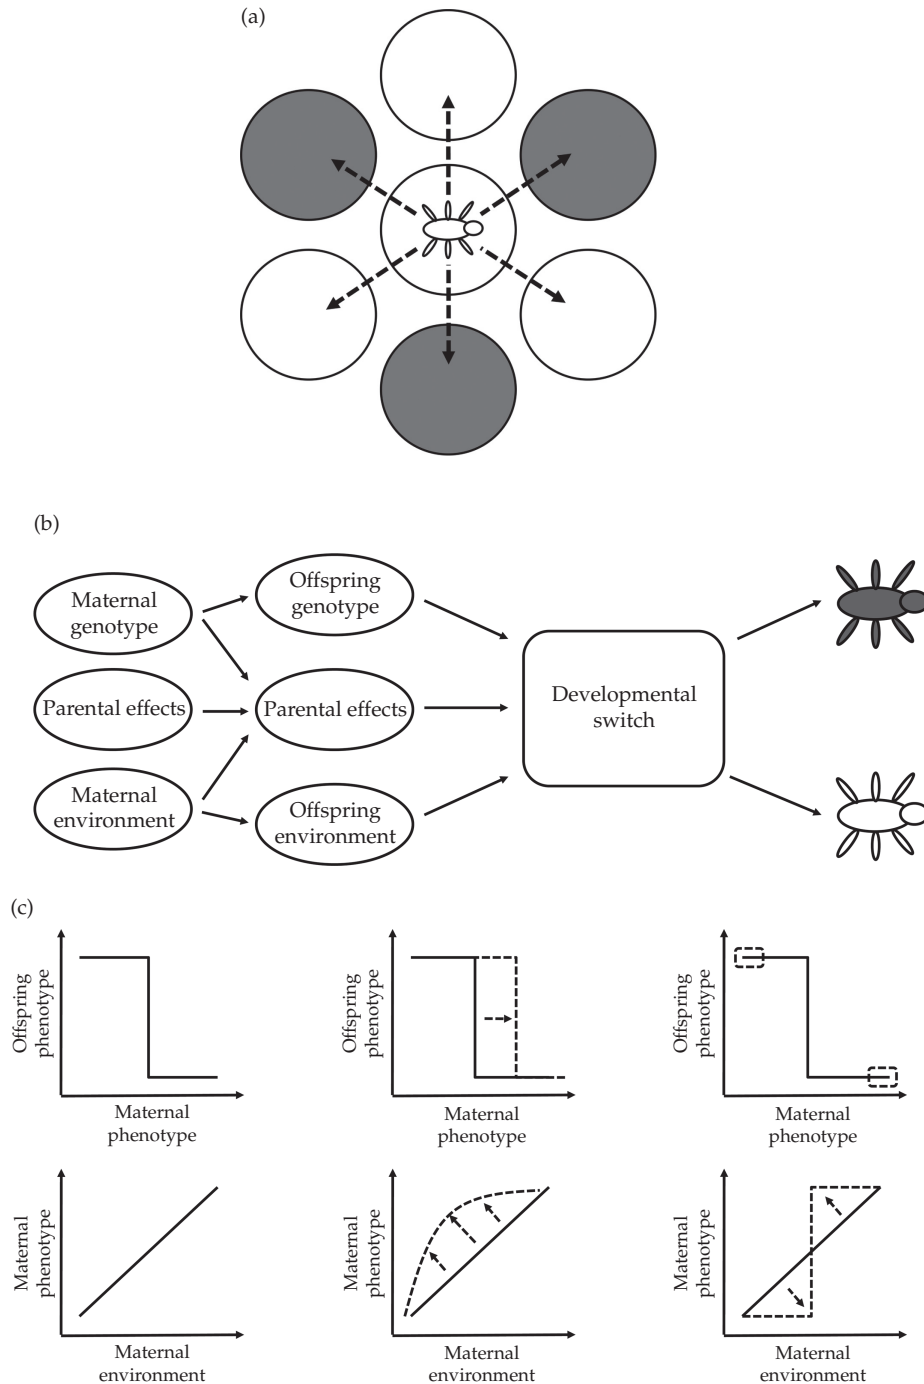 (a)
(b)
Maternal
genotype
Offspring
genotype
Parental effects
Parental effects
Developmental
switch
Maternal
environment
Offspring
environment
(c)
Offspring
phenotype
Maternal
phenotype
Offspring
phenotype
Maternal
phenotype
Offspring
phenotype
Maternal
phenotype
Maternal
phenotype
Maternal
environment
Maternal
phenotype
Maternal
environment
Maternal
phenotype
Maternal
environment